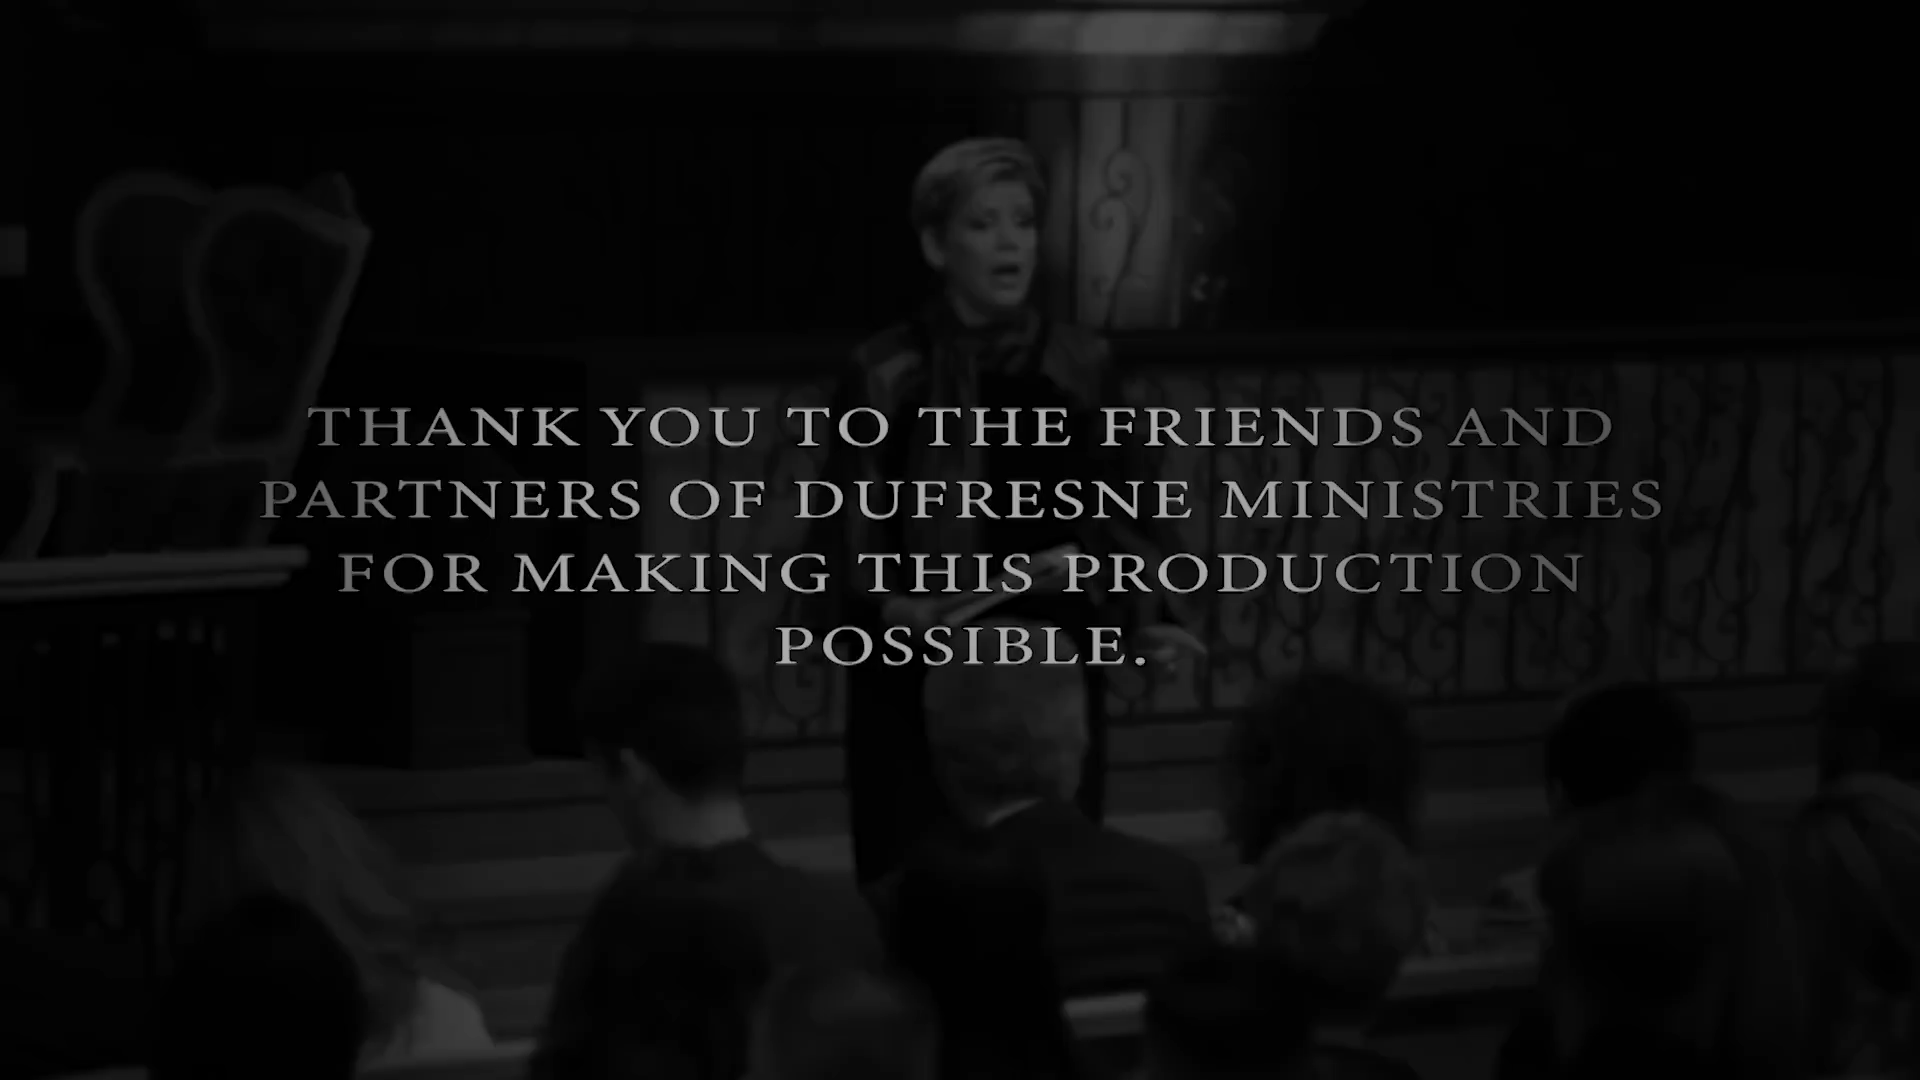 THANK YOU TO THE FRIENDS AND
PARTNERS OF DUFRESNE MINISTRIES
FOR MAKING THIS PRODUCTION
POSSIBLE.